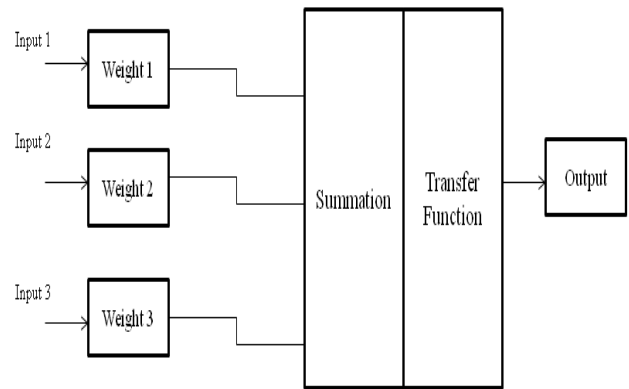 Input 1
Weight 1
Input 2
Weight 2
Input 3
Weight 3
Summation
Transfer
Function
Output